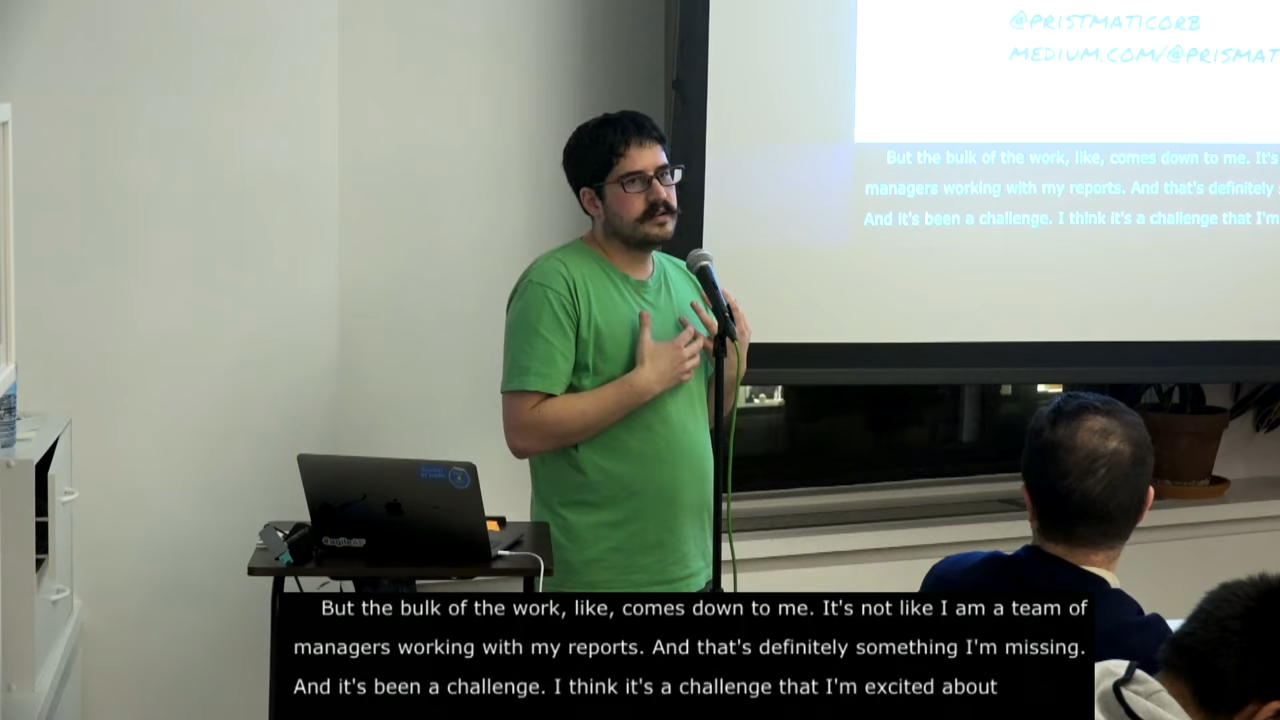 @PRISTMATICORB
MEDIUM.COM/@PRISMAT
But the bulk of the work, like, comes down to me. It's
managers working with my reports. And that's definitely
And it's been a challenge. I think it's a challenge that I'm
@agile
But the bulk of the work, like, comes down to me. It's not like I am a team of
managers working with my reports. And that's definitely something I'm missing.
And it's been a challenge. I think it's a challenge that I'm excited about